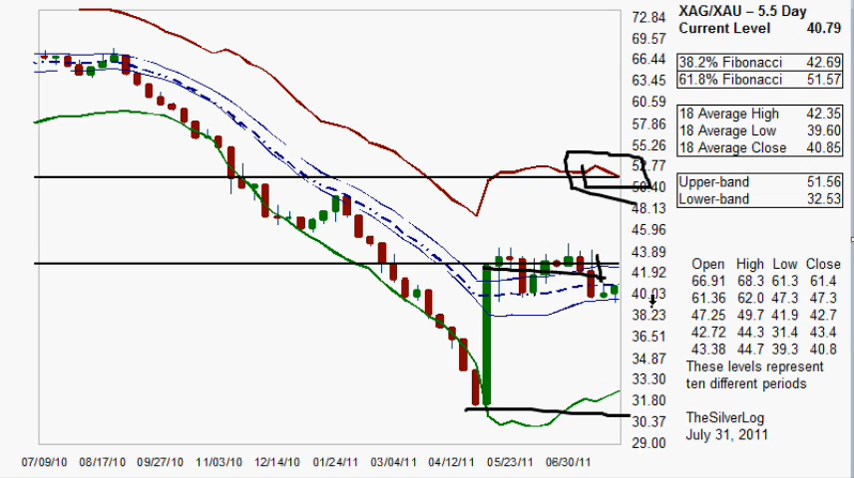 XAG/XAU – 5.5 Day
Current Level 40.79
38.2% Fibonacci 42.69
61.8% Fibonacci 51.57
18 Average High 42.35
18 Average Low 39.60
18 Average Close 40.85
Upper-band 51.56
Lower-band 32.53
Open High Low Close
66.91 68.3 61.3 61.4
61.36 62.0 47.3 47.3
47.25 49.7 41.9 42.7
42.72 44.3 31.4 43.4
43.38 44.7 39.3 40.8
These levels represent
ten different periods
TheSilverLog
July 31, 2011
72.84
69.57
66.44
63.45
60.59
57.86
55.26
52.77
50.40
48.13
45.96
43.89
41.92
40.03
38.23
36.51
34.87
33.30
31.80
30.37
29.00
07/09/10 08/17/10 09/27/10 11/03/10 12/14/10 01/24/11 03/04/11 04/12/11 05/23/11 06/30/11